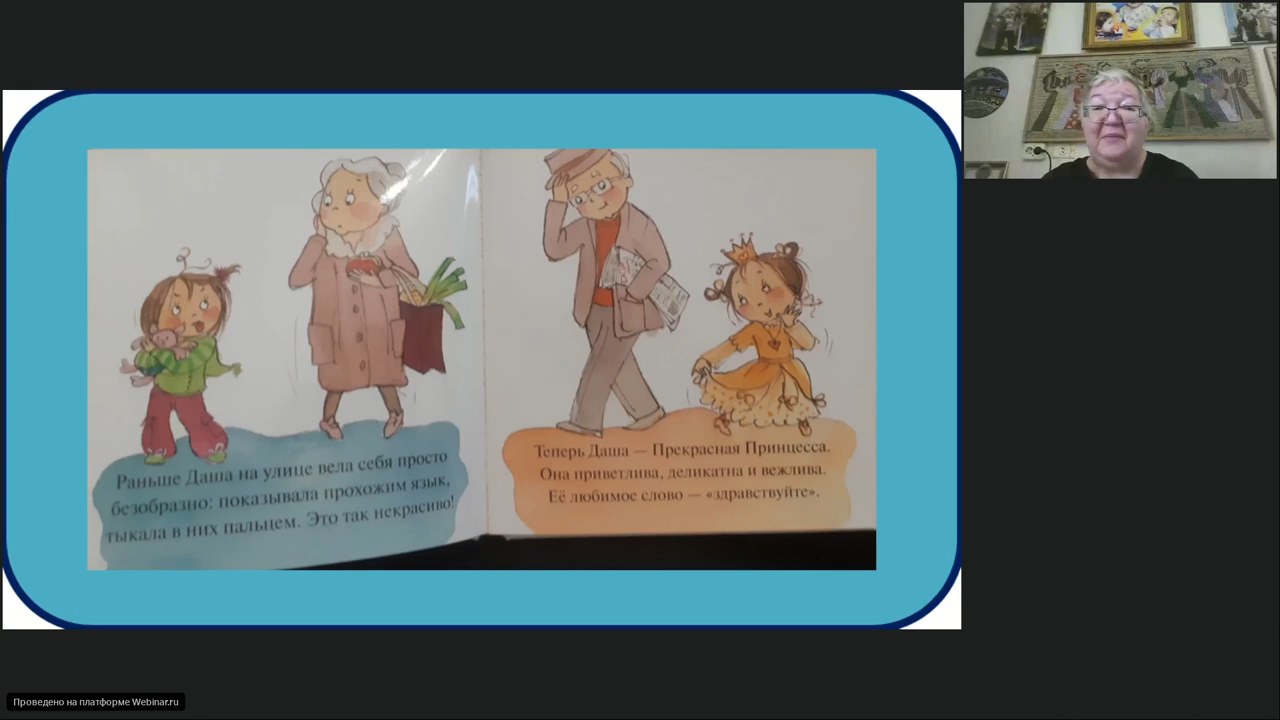 Раньше Даша на улице вела себя просто
безобразно: показывала прохожим язык,
тыкала в них пальцем. Это так некрасиво!
Теперь Даша — Прекрасная Принцесса.
Она приветлива, деликатна и вежлива.
Её любимое слово — «здравствуйте».
Проведено на платформе Webinar.ru